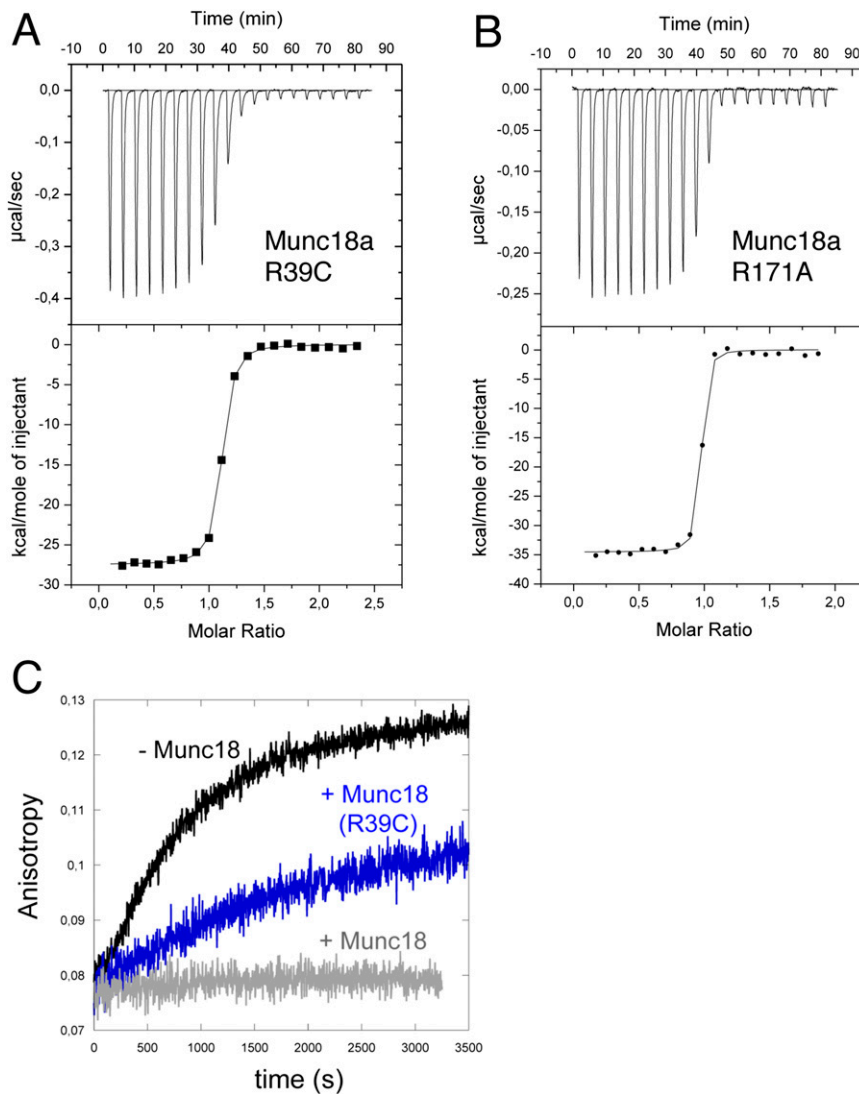 A
Time (min)
-10 0 10 20 30 40 50 60 70 80 90
0,00
-0,1
-0,2
-0,3
-0,4
µcal/sec
Munc18a
R39C
0
-5
-10
-15
-20
-25
-30
kcal/mole of injectant
0,0 0,5 1,0 1,5 2,0 2,5
Molar Ratio
B
Time (min)
-10 0 10 20 30 40 50 60 70 80 90
0,00
-0,05
-0,10
-0,15
-0,20
-0,25
µcal/sec
Munc18a
R171A
0
-5
-10
-15
-20
-25
-30
-35
-40
kcal/mole of injectant
0,0 0,5 1,0 1,5 2,0
Molar Ratio
C
0,13
0,12
0,11
0,1
0,09
0,08
0,07
Anisotropy
- Munc18
+ Munc18
(R39C)
+ Munc18
0 500 1000 1500 2000 2500 3000 3500
time (s)